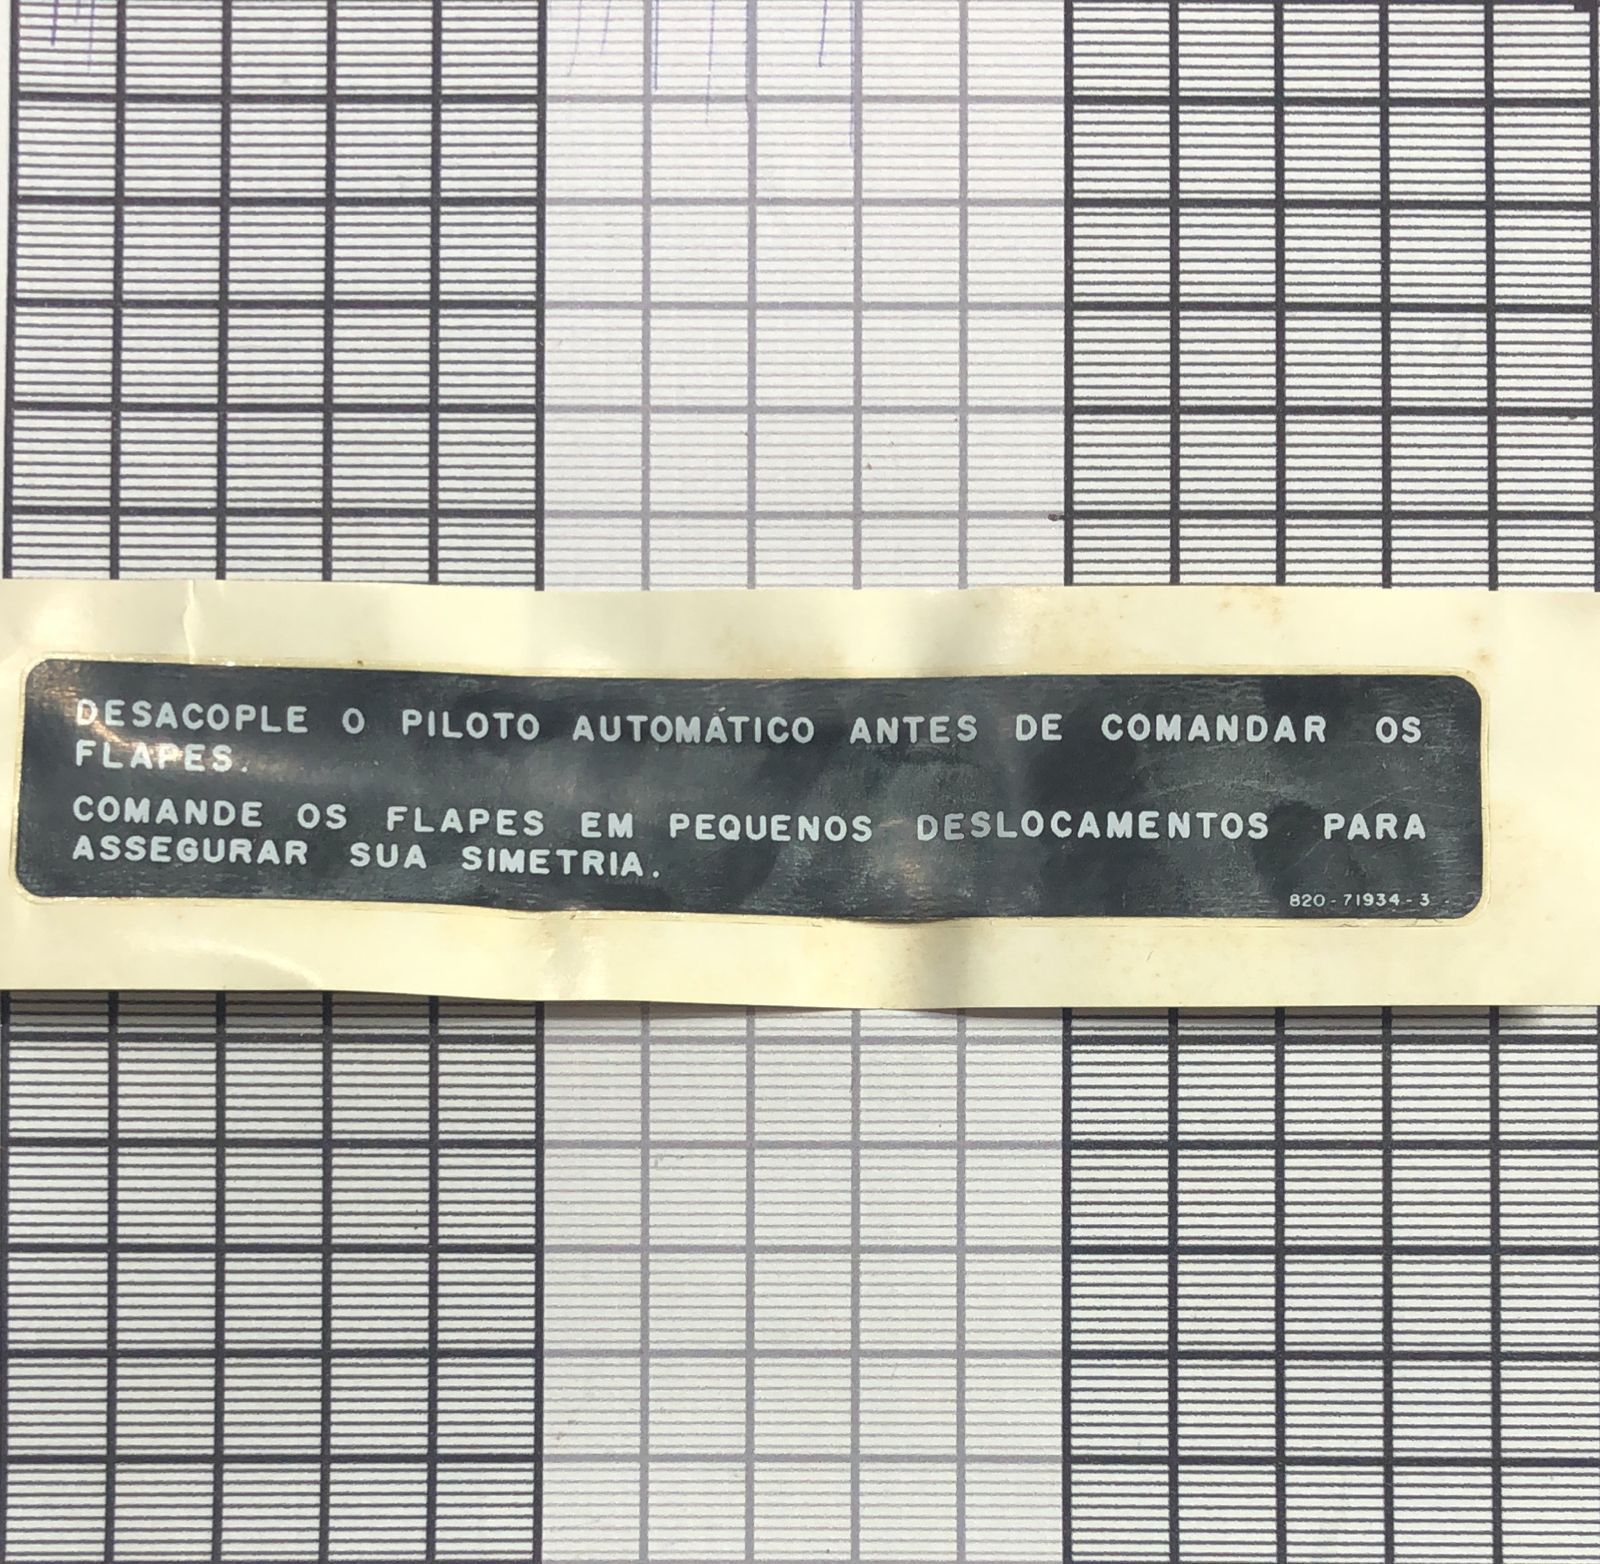 DESACOPLE O PILOTO AUTOMÁTICO ANTES DE COMANDAR OS
FLAPES.
COMANDE OS FLAPES EM PEQUENOS DESLOCAMENTOS PARA
ASSEGURAR SUA SIMETRIA.
820-71934-3